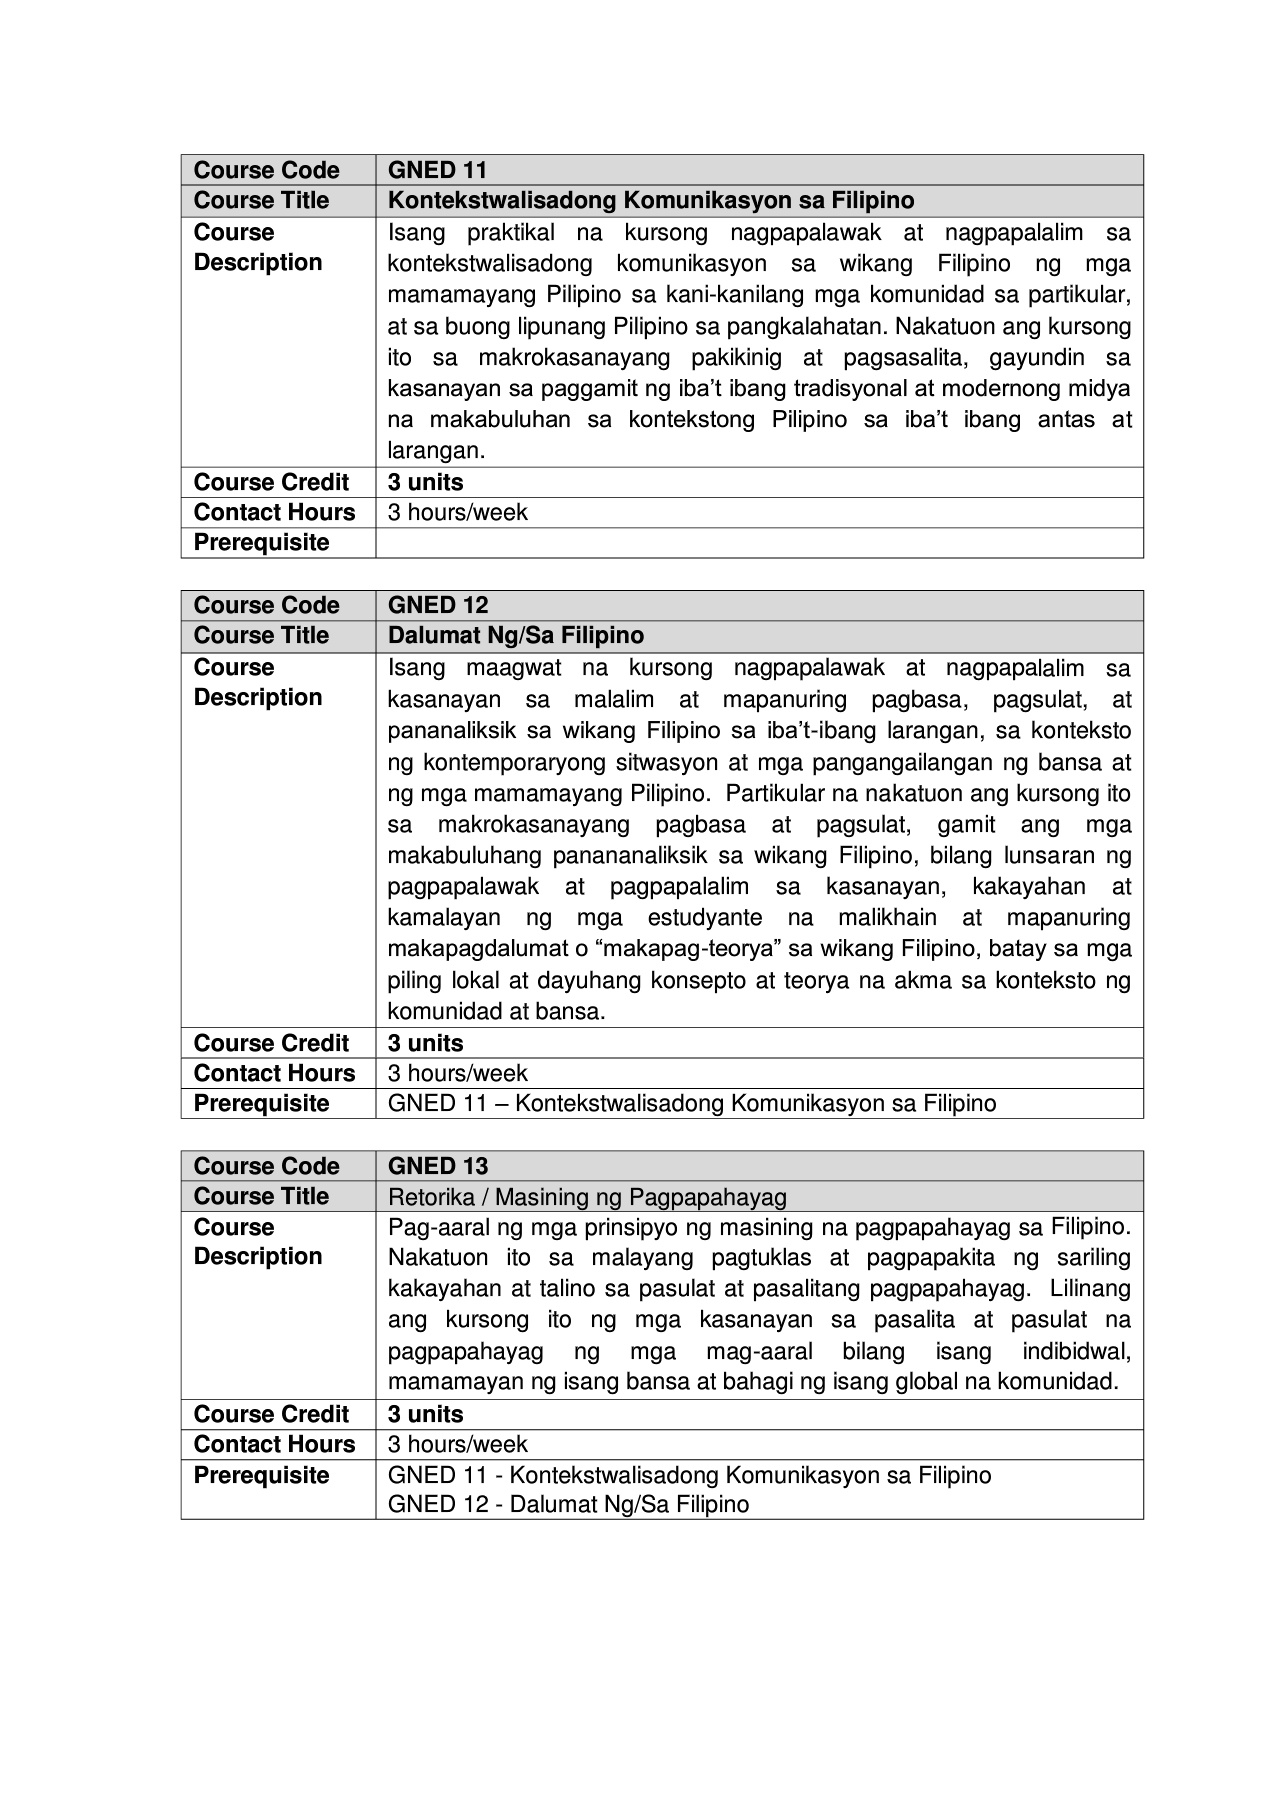 Course Code GNED 11
Course Title Kontekstwalisadong Komunikasyon sa Filipino
Course Description
Isang praktikal na kursong nagpapalawak at nagpapalalim sa
kontekstwalisadong komunikasyon sa wikang Filipino ng mga
mamamayang Pilipino sa kani-kanilang mga komunidad sa partikular,
at sa buong lipunang Pilipino sa pangkalahatan. Nakatuon ang kursong
ito sa makrokasanayang pakikinig at pagsasalita, gayundin sa
kasanayan sa paggamit ng iba’t ibang tradisyonal at modernong midya
na makabuluhan sa kontekstong Pilipino sa iba’t ibang antas at
larangan.
Course Credit 3 units
Contact Hours 3 hours/week
Prerequisite
Course Code GNED 12
Course Title Dalumat Ng/Sa Filipino
Course Description
Isang maagwat na kursong nagpapalawak at nagpapalalim sa
kasanayan sa malalim at mapanuring pagbasa, pagsulat, at
pananaliksik sa wikang Filipino sa iba’t-ibang larangan, sa konteksto
ng kontemporaryong sitwasyon at mga pangangailangan ng bansa at
ng mga mamamayang Pilipino.  Partikular na nakatuon ang kursong ito
sa makrokasanayang pagbasa at pagsulat, gamit ang mga
makabuluhang panananaliksik sa wikang Filipino, bilang lunsaran ng
pagpapalawak at pagpapalalim sa kasanayan, kakayahan at
kamalayan ng mga estudyante na malikhain at mapanuring
makapagdalumat o “makapag-teorya” sa wikang Filipino, batay sa mga
piling lokal at dayuhang konsepto at teorya na akma sa konteksto ng
komunidad at bansa.
Course Credit 3 units
Contact Hours 3 hours/week
Prerequisite GNED 11 – Kontekstwalisadong Komunikasyon sa Filipino
Course Code GNED 13
Course Title Retorika / Masining ng Pagpapahayag
Course Description
Pag-aaral ng mga prinsipyo ng masining na pagpapahayag sa Filipino.
Nakatuon ito sa malayang pagtuklas at pagpapakita ng sariling
kakayahan at talino sa pasulat at pasalitang pagpapahayag.  Lilinang
ang kursong ito ng mga kasanayan sa pasalita at pasulat na
pagpapahayag ng mga mag-aaral bilang isang indibidwal,
mamamayan ng isang bansa at bahagi ng isang global na komunidad.
Course Credit 3 units
Contact Hours 3 hours/week
Prerequisite GNED 11 - Kontekstwalisadong Komunikasyon sa Filipino
GNED 12 - Dalumat Ng/Sa Filipino